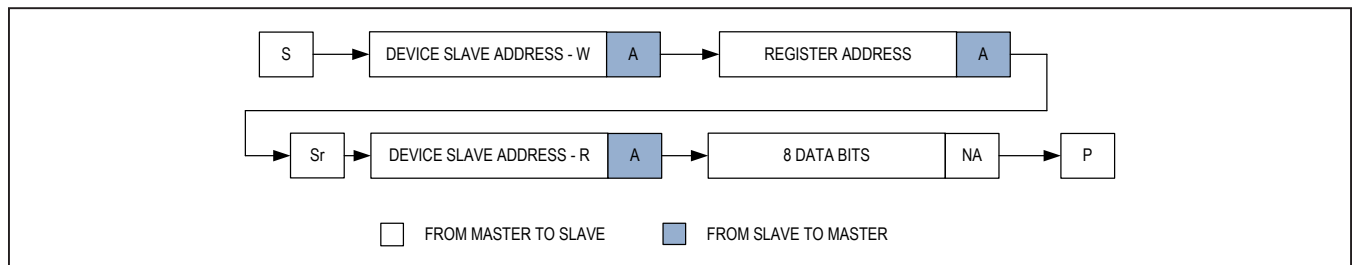 S DEVICE SLAVE ADDRESS - W A REGISTER ADDRESS A
Sr DEVICE SLAVE ADDRESS - R A 8 DATA BITS NA P
FROM MASTER TO SLAVE FROM SLAVE TO MASTER